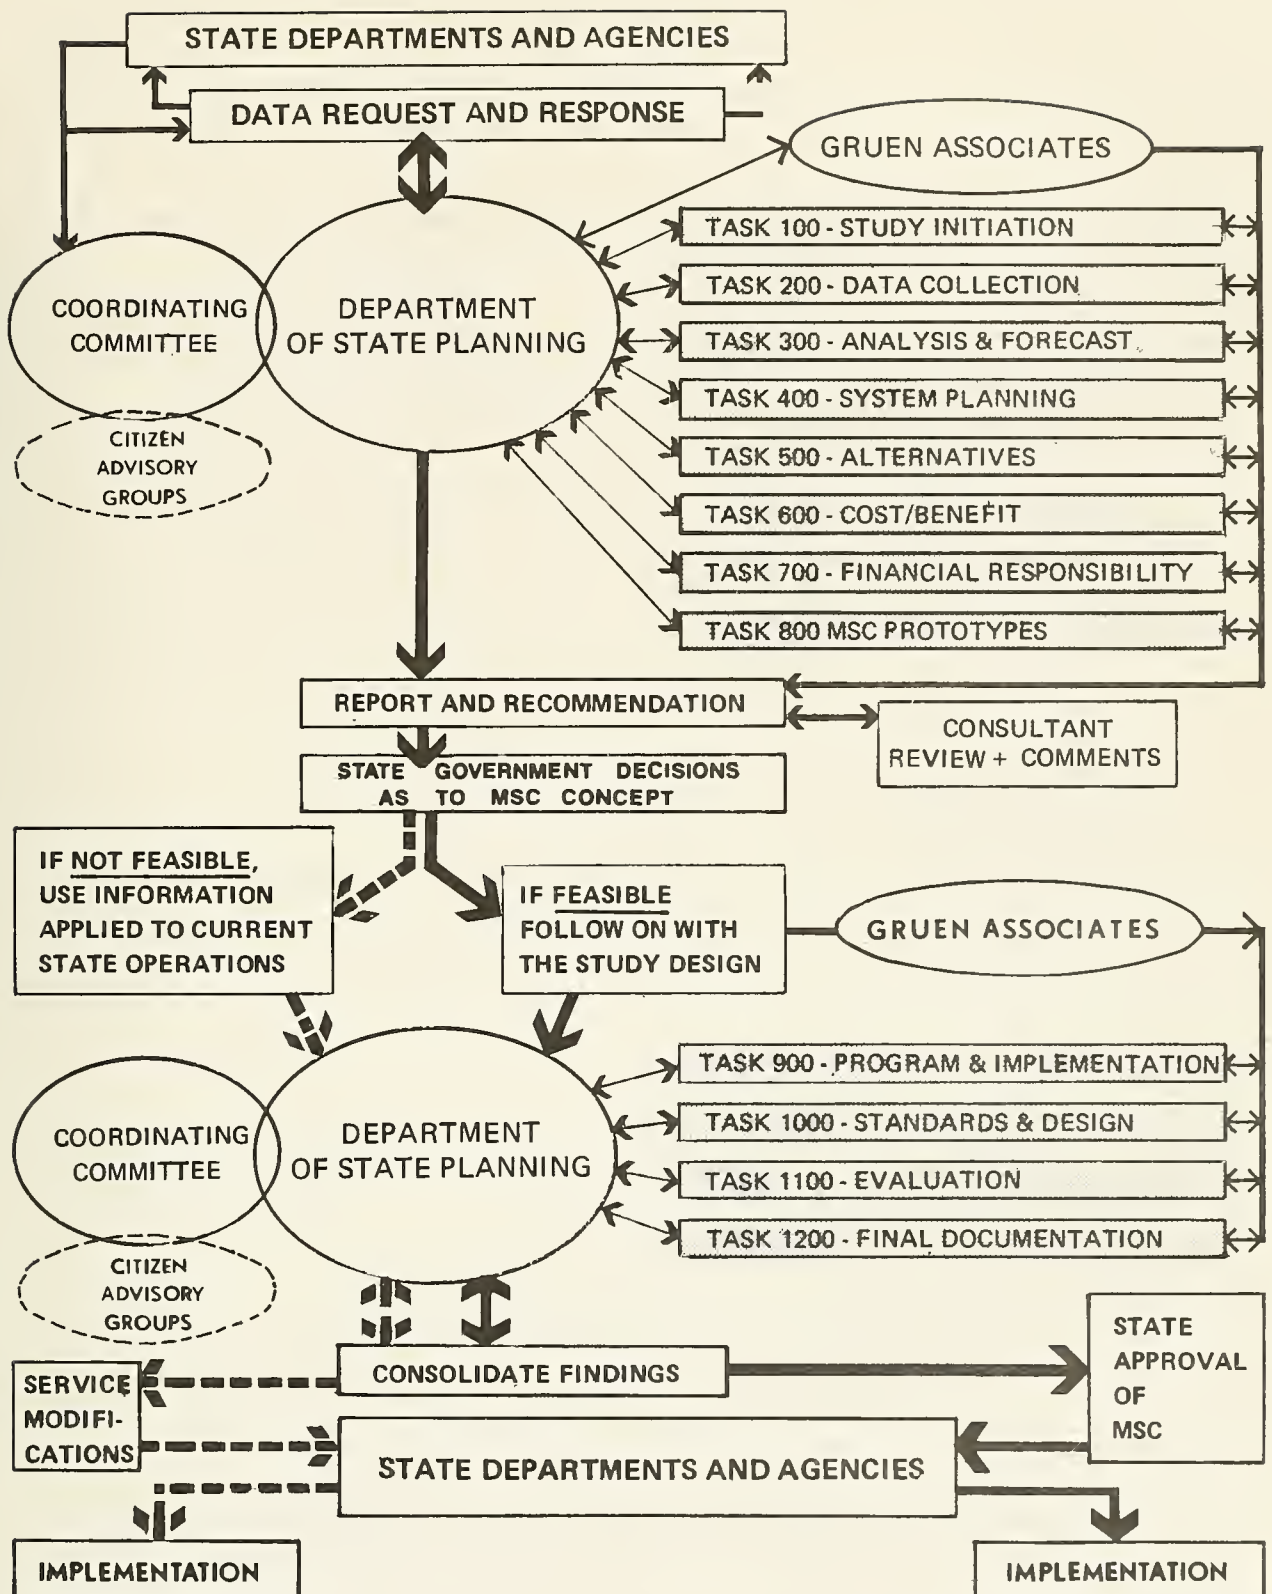 STATE DEPARTMENTS AND AGENCIES
DATA REQUEST AND RESPONSE
GRUEN ASSOCIATES
TASK 100 - STUDY INITIATION
TASK 200 - DATA COLLECTION
TASK 300 - ANALYSIS & FORECAST
TASK 400 - SYSTEM PLANNING
TASK 500 - ALTERNATIVES
TASK 600 - COST/BENEFIT
TASK 700 - FINANCIAL RESPONSIBILITY
TASK 800 MSC PROTOTYPES
COORDINATING
COMMITTEE
DEPARTMENT
OF STATE PLANNING
CITIZEN
ADVISORY
GROUPS
REPORT AND RECOMMENDATION
CONSULTANT
REVIEW + COMMENTS
STATE GOVERNMENT DECISIONS
AS TO MSC CONCEPT
IF NOT FEASIBLE,
USE INFORMATION
APPLIED TO CURRENT
STATE OPERATIONS
IF FEASIBLE
FOLLOW ON WITH
THE STUDY DESIGN
GRUEN ASSOCIATES
TASK 900 - PROGRAM & IMPLEMENTATION
TASK 1000 - STANDARDS & DESIGN
TASK 1100 - EVALUATION
TASK 1200 - FINAL DOCUMENTATION
COORDINATING
COMMITTEE
DEPARTMENT
OF STATE PLANNING
CITIZEN
ADVISORY
GROUPS
CONSOLIDATE FINDINGS
STATE
APPROVAL
OF
MSC
SERVICE
MODIFI-
CATIONS
STATE DEPARTMENTS AND AGENCIES
IMPLEMENTATION
IMPLEMENTATION